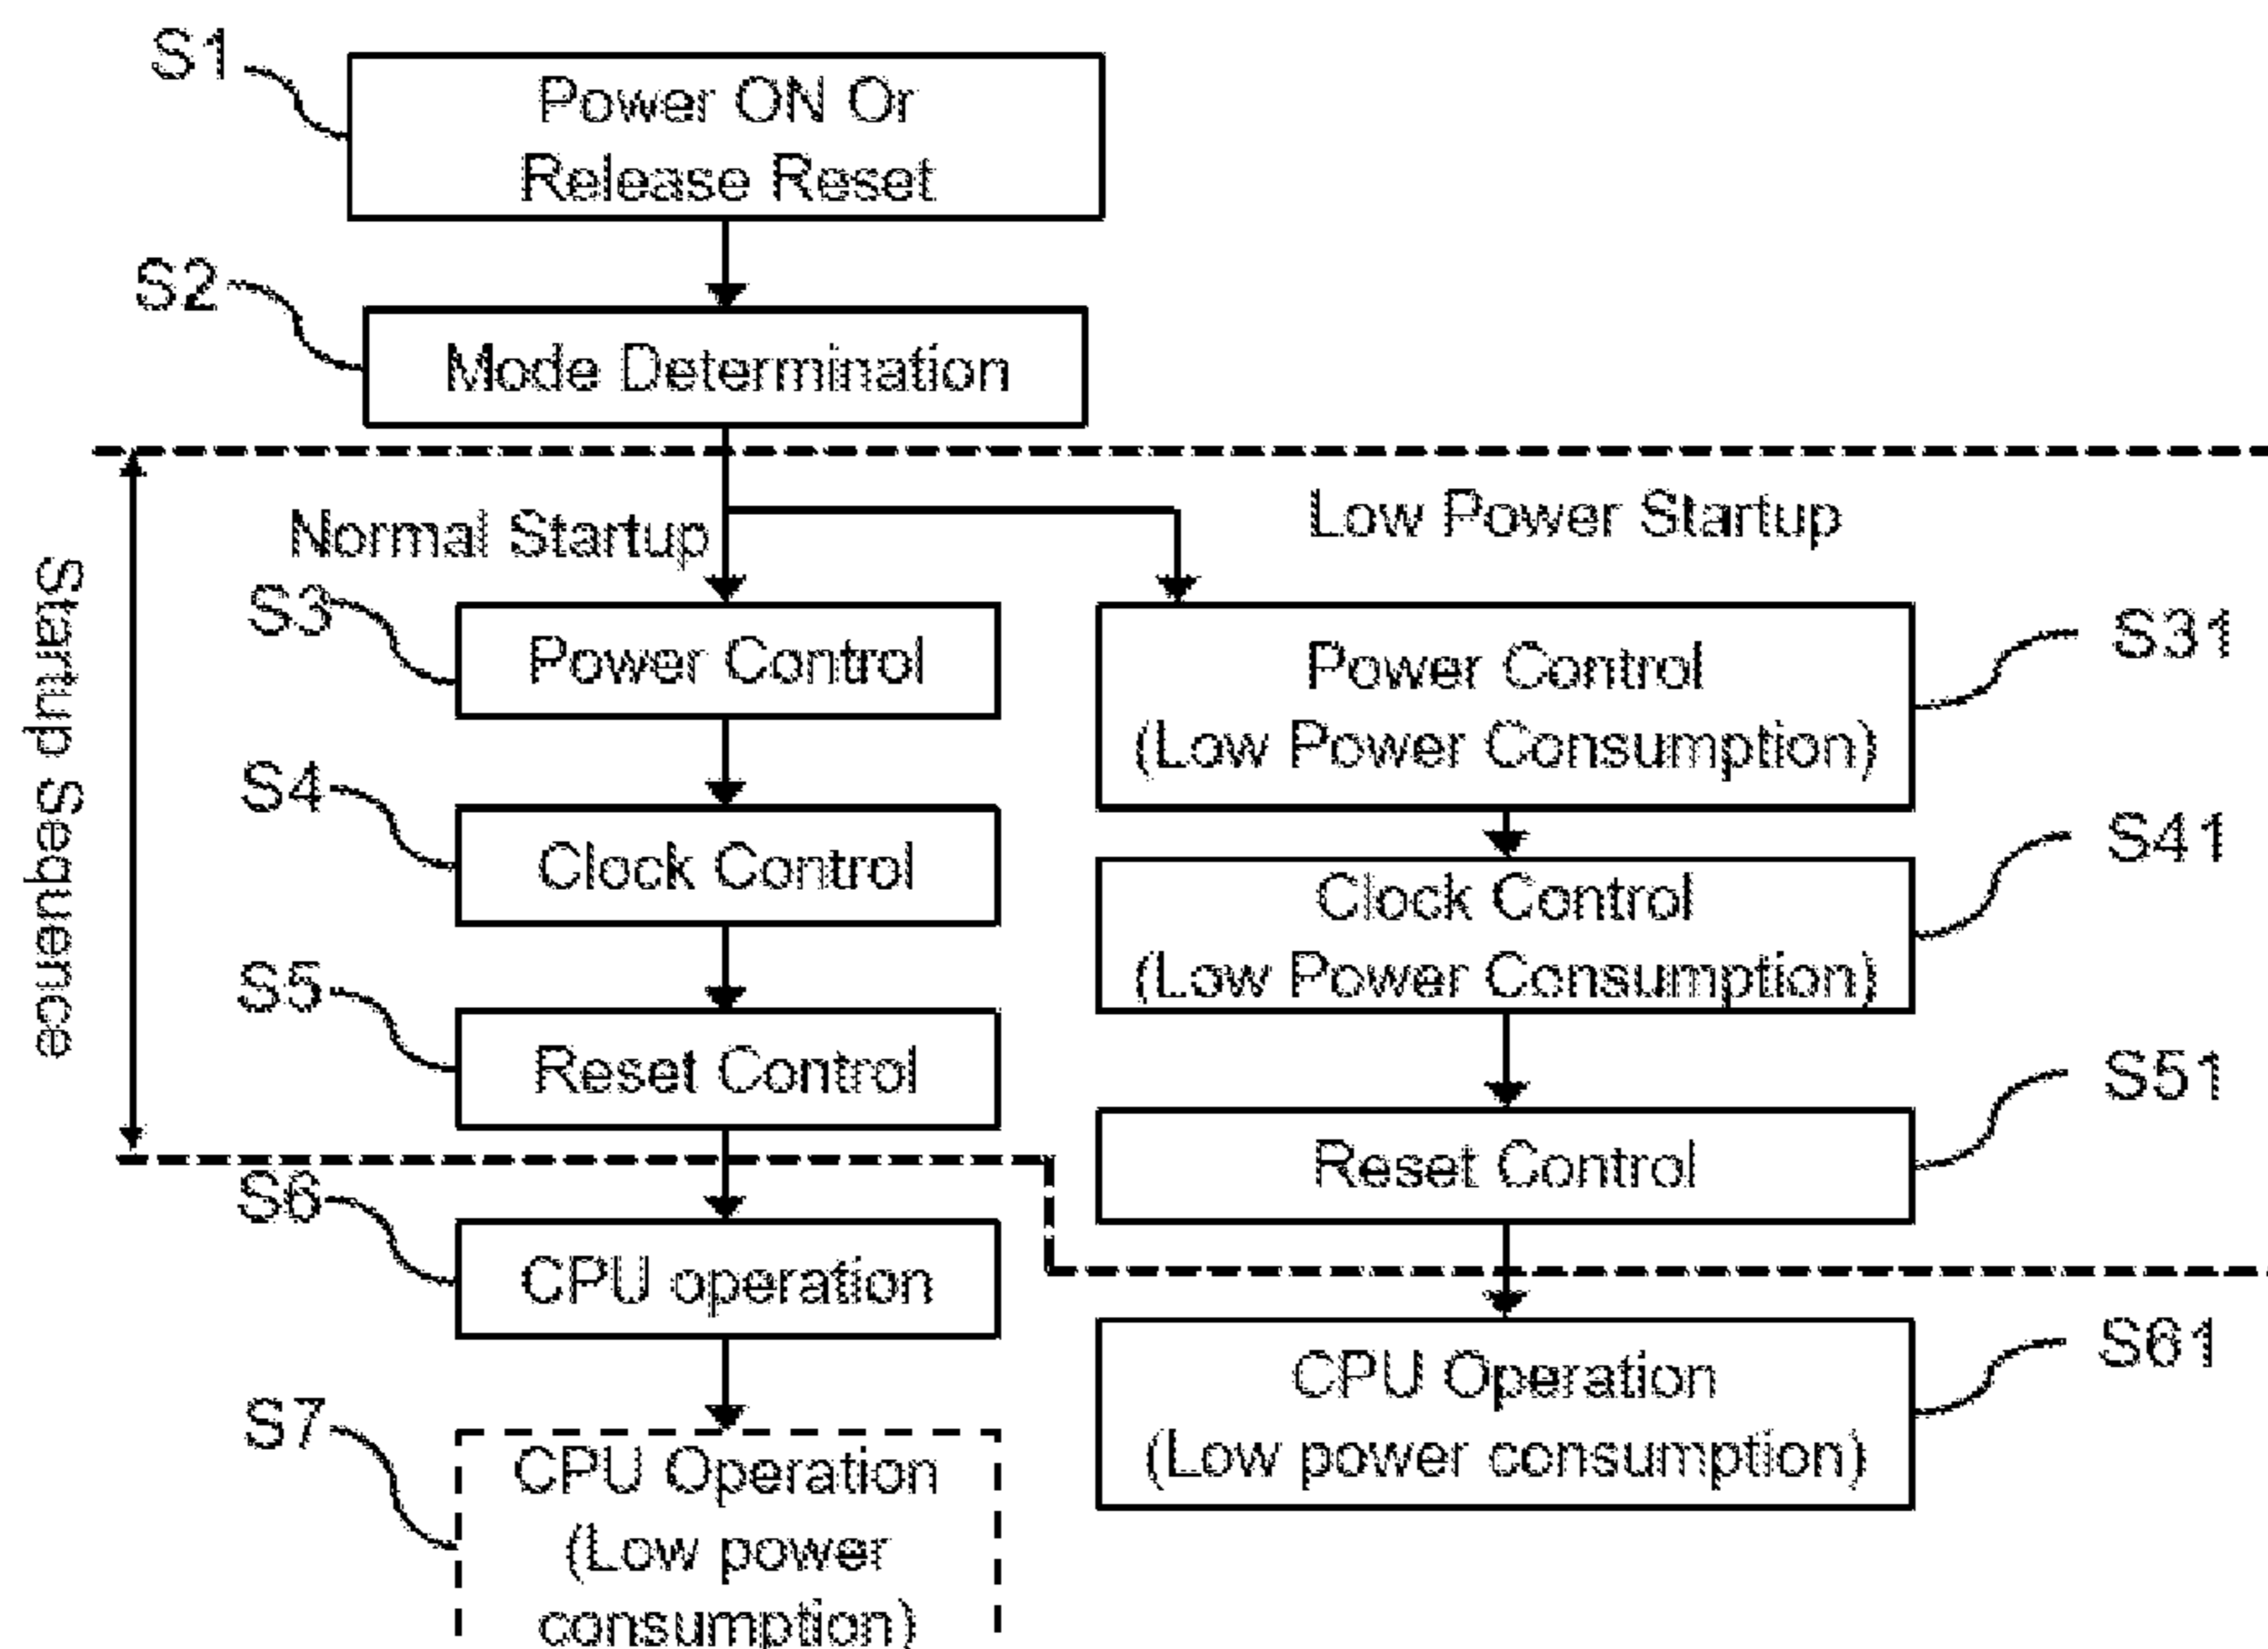 S1
Power ON Or
Release Reset
S2
Mode Determination
Startup Sequence
Normal Startup
Low Power Startup
S3
Power Control
S4
Clock Control
S5
Reset Control
S6
CPU operation
S7
CPU Operation
(Low power
consumption)
Power Control
(Low Power Consumption)
S31
Clock Control
(Low Power Consumption)
S41
Reset Control
S51
CPU Operation
(Low power consumption)
S61